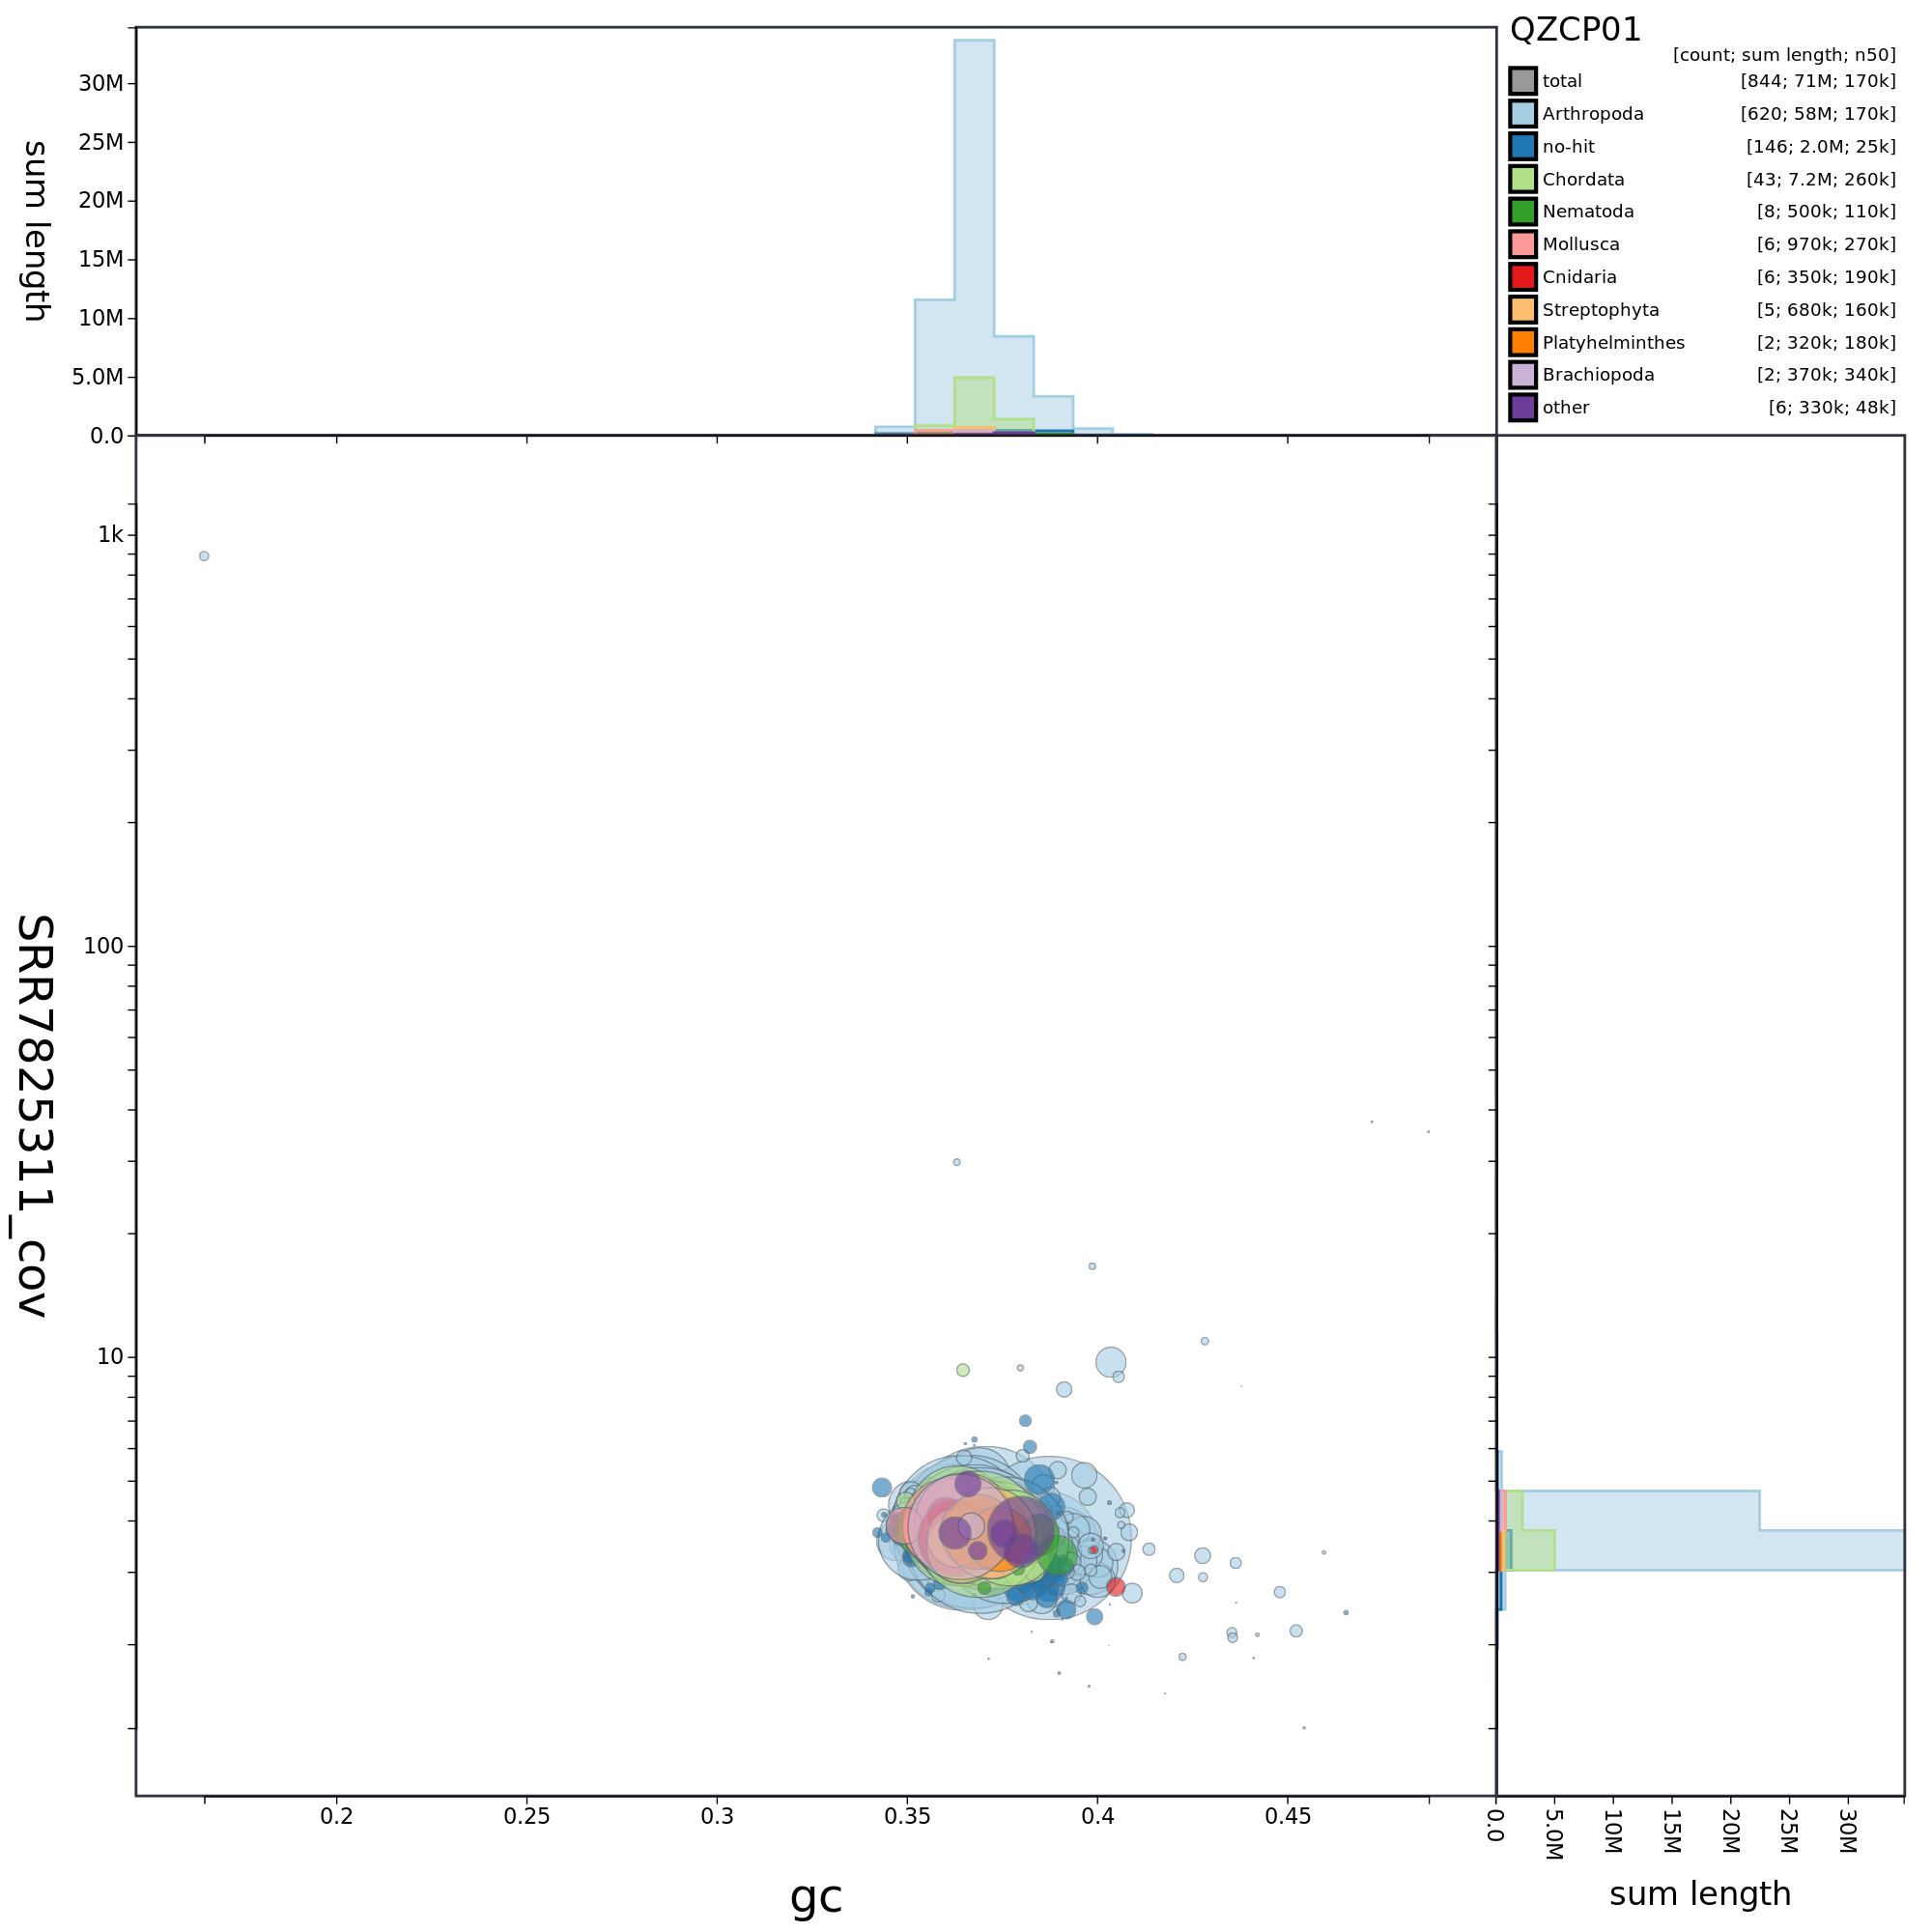 QZCP01
[count; sum length; n50]
total [844; 71M; 170k]
Arthropoda [620; 58M; 170k]
no-hit [146; 2.0M; 25k]
Chordata [43; 7.2M; 260k]
Nematoda [8; 500k; 110k]
Mollusca [6; 970k; 270k]
Cnidaria [6; 350k; 190k]
Streptophyta [5; 680k; 160k]
Platyhelminthes [2; 320k; 180k]
Brachiopoda [2; 370k; 340k]
other [6; 330k; 48k]
sum length
30M
25M
20M
15M
10M
5.0M
0.0
SRR7825311_cov
1k
100
10
0.2 0.25 0.3 0.35 0.4 0.45
gc
0.0 5.0M 10M 15M 20M 25M 30M
sum length